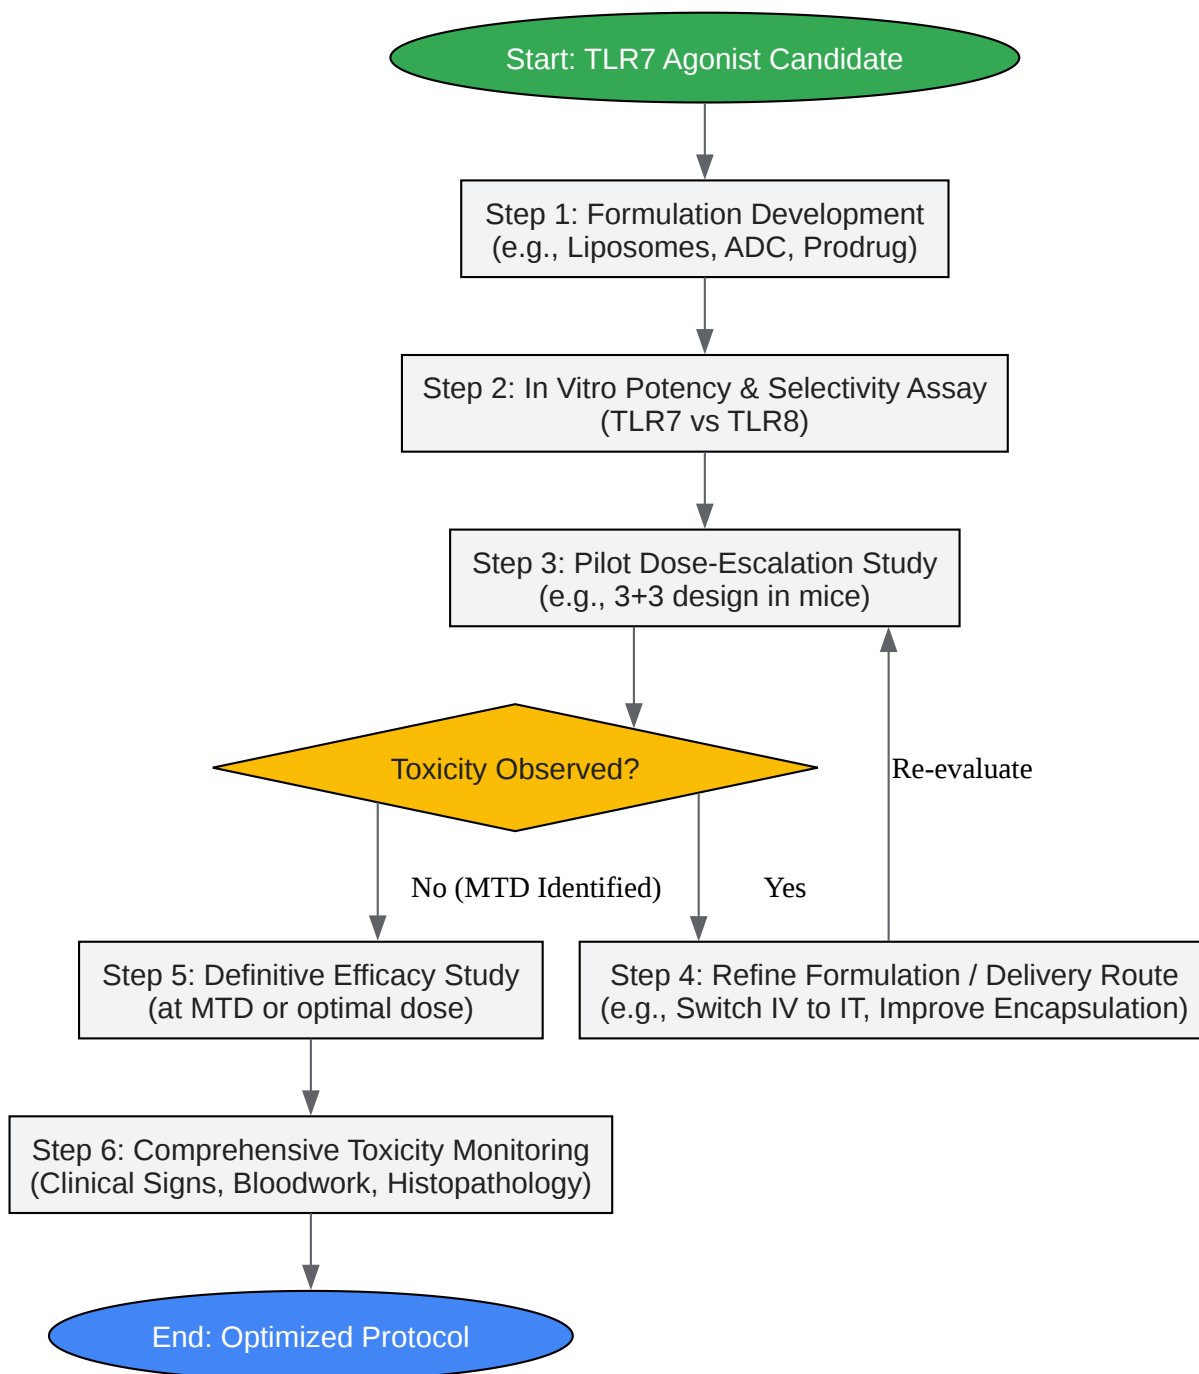 Start: TLR7 Agonist Candidate
Step 1: Formulation Development
(e.g., Liposomes, ADC, Prodrug)
Step 2: In Vitro Potency & Selectivity Assay
(TLR7 vs TLR8)
Step 3: Pilot Dose-Escalation Study
(e.g., 3+3 design in mice)
Toxicity Observed?
Re-evaluate
No (MTD Identified)
Yes
Step 5: Definitive Efficacy Study
(at MTD or optimal dose)
Step 4: Refine Formulation / Delivery Route
(e.g., Switch IV to IT, Improve Encapsulation)
Step 6: Comprehensive Toxicity Monitoring
(Clinical Signs, Bloodwork, Histopathology)
End: Optimized Protocol